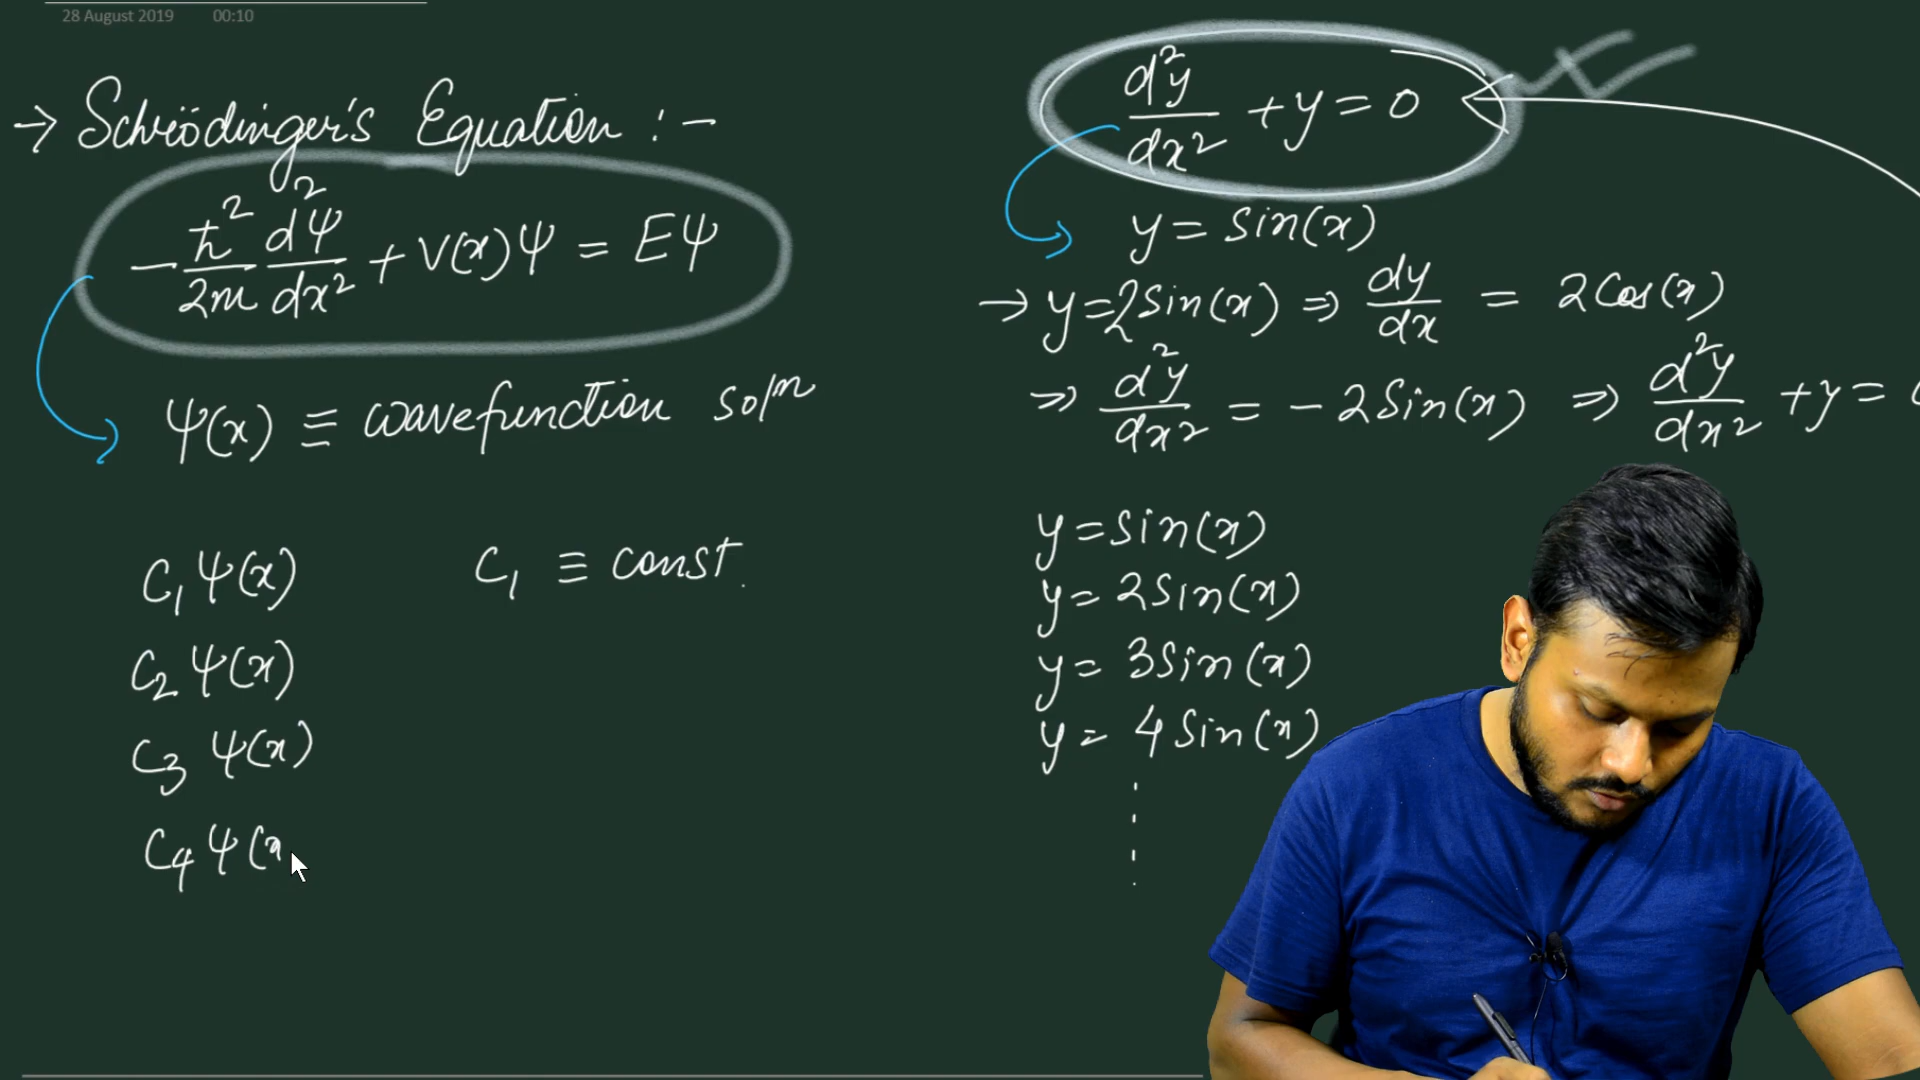 28 August 2019 00:10
→ Schröodinger's Equation :-
-ħ²/2m d²ψ/dx² + V(x)ψ = Eψ
ψ(x) ≡ wavefunction solⁿ
C₁ψ(x) C₁ ≡ const.
C₂ψ(x)
C₃ψ(x)
C₄ψ(x
d²y/dx² + y = 0
y = Sin(x)
→ y = 2Sin(x) ⇒ dy/dx = 2Cos(x)
⇒ d²y/dx² = -2Sin(x) ⇒ d²y/dx² + y =
y = Sin(x)
y = 2Sin(x)
y = 3Sin(x)
y = 4Sin(x)